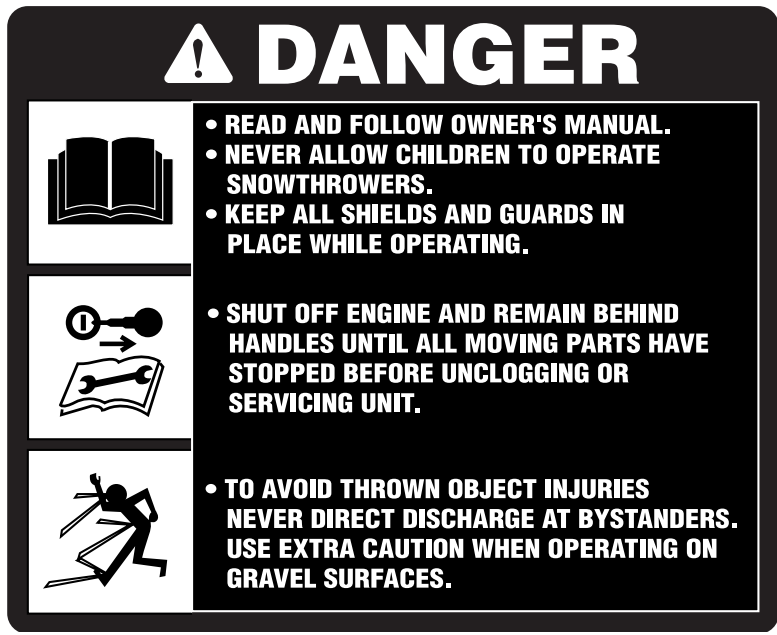 DANGER
• READ AND FOLLOW OWNER'S MANUAL.
• NEVER ALLOW CHILDREN TO OPERATE
SNOWTHROWERS.
• KEEP ALL SHIELDS AND GUARDS IN
PLACE WHILE OPERATING.
• SHUT OFF ENGINE AND REMAIN BEHIND
HANDLES UNTIL ALL MOVING PARTS HAVE
STOPPED BEFORE UNCLOGGING OR
SERVICING UNIT.
• TO AVOID THROWN OBJECT INJURIES
NEVER DIRECT DISCHARGE AT BYSTANDERS.
USE EXTRA CAUTION WHEN OPERATING ON
GRAVEL SURFACES.